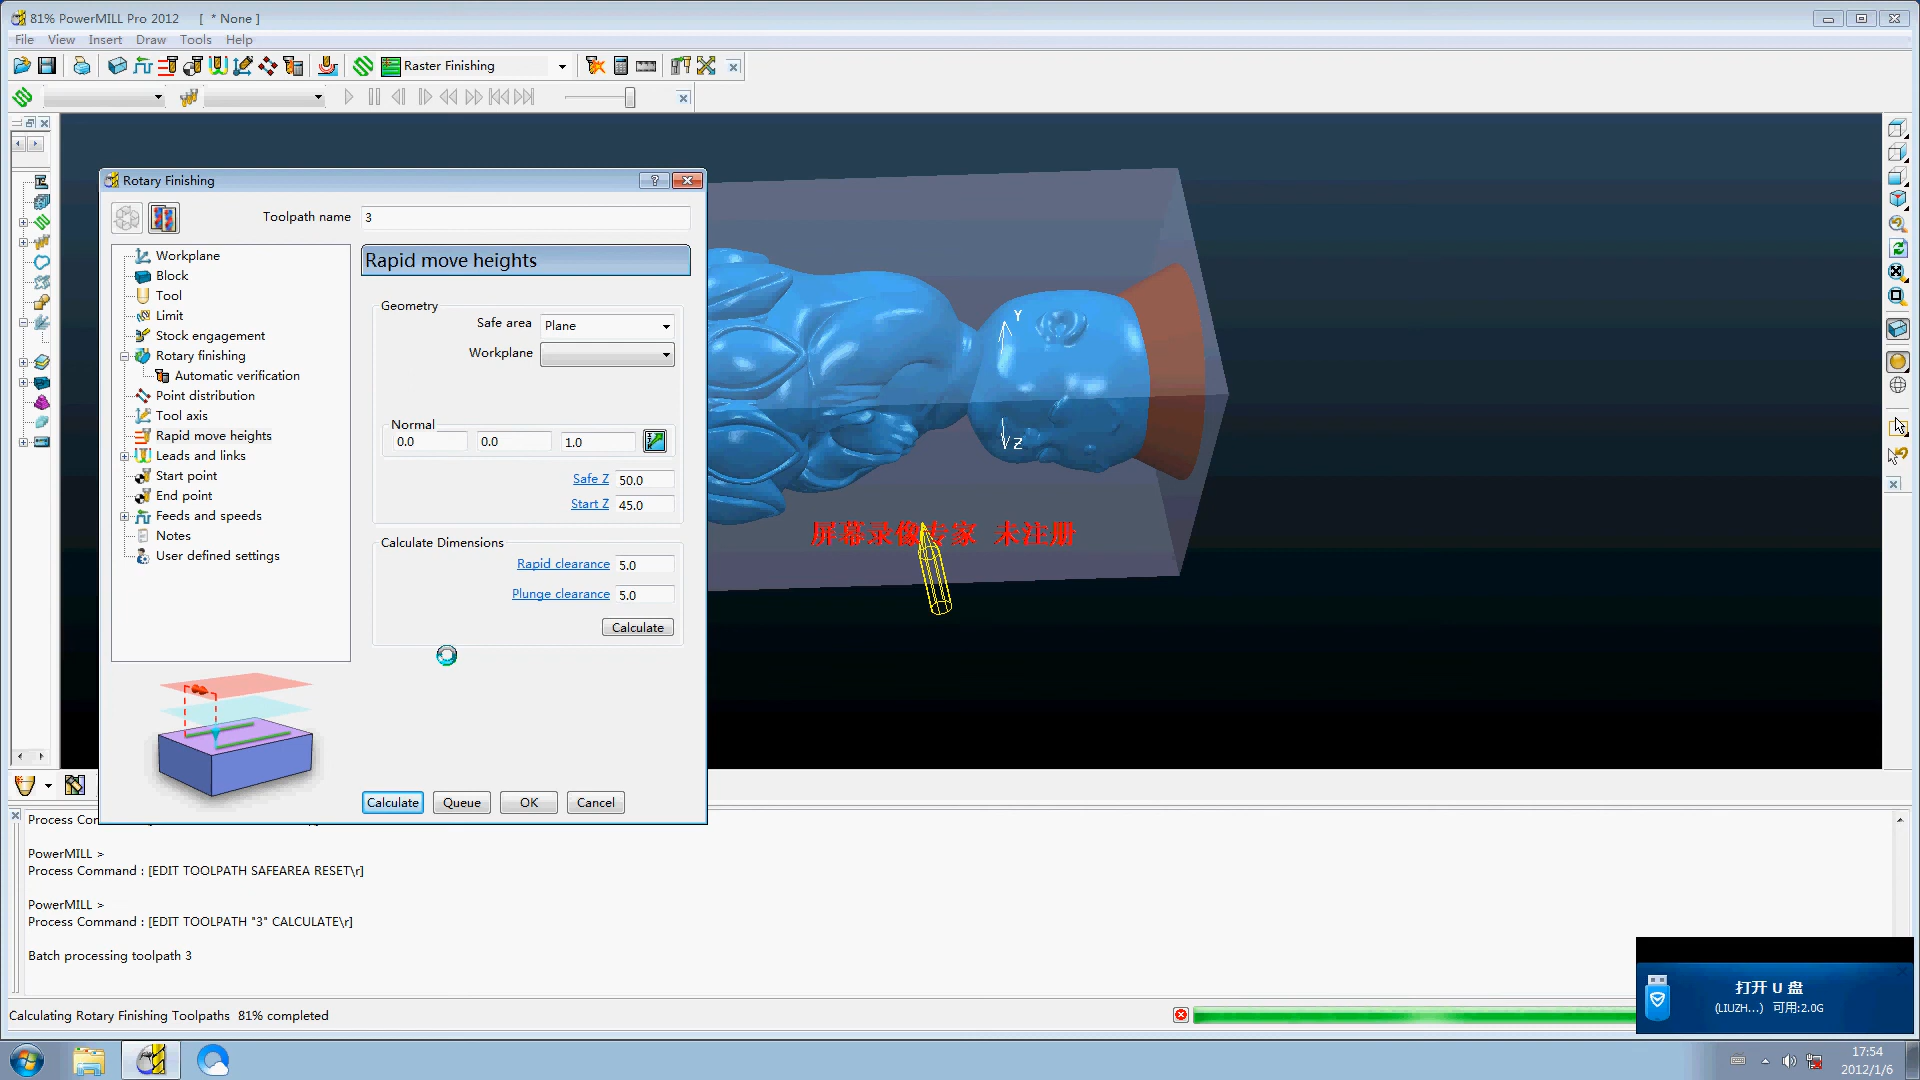 81% PowerMILL Pro 2012 [ * None ]
File View Insert Draw Tools Help
Raster Finishing
Rotary Finishing
Toolpath name 3
Workplane
Block
Tool
Limit
Stock engagement
Rotary finishing
Automatic verification
Point distribution
Tool axis
Rapid move heights
Leads and links
Start point
End point
Feeds and speeds
Notes
User defined settings
Rapid move heights
Geometry
Safe area Plane
Workplane
Normal
0.0 0.0 1.0
Safe Z 50.0
Start Z 45.0
Calculate Dimensions
Rapid clearance 5.0
Plunge clearance 5.0
Calculate
Calculate Queue OK Cancel
Y
Z
屏幕录像专家 未注册
PowerMILL >
Process Command : [EDIT TOOLPATH SAFEAREA RESET\r]
PowerMILL >
Process Command : [EDIT TOOLPATH "3" CALCULATE\r]
Batch processing toolpath 3
Calculating Rotary Finishing Toolpaths 81% completed
打开 U 盘
(LIUZH...) 可用:2.0G
17:54
2012/1/6